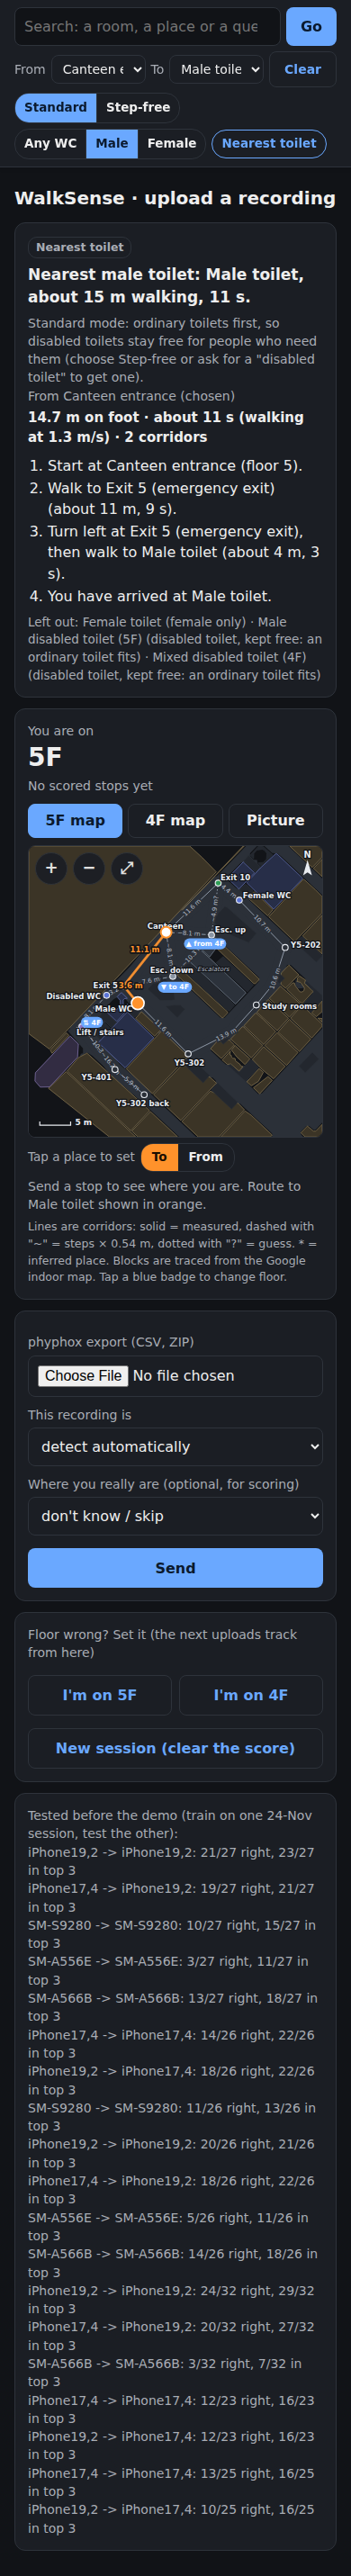 Search: a room, a place or a que
Go
From
Canteen e
To
Male toile
Clear
Standard
Step-free
Any WC
Male
Female
Nearest toilet
WalkSense · upload a recording
Nearest toilet
Nearest male toilet: Male toilet,
about 15 m walking, 11 s.
Standard mode: ordinary toilets first, so
disabled toilets stay free for people who need
them (choose Step-free or ask for a "disabled
toilet" to get one).
From Canteen entrance (chosen)
14.7 m on foot · about 11 s (walking
at 1.3 m/s) · 2 corridors
1. Start at Canteen entrance (floor 5).
2. Walk to Exit 5 (emergency exit)
(about 11 m, 9 s).
3. Turn left at Exit 5 (emergency exit),
then walk to Male toilet (about 4 m, 3
s).
4. You have arrived at Male toilet.
Left out: Female toilet (female only) · Male
disabled toilet (5F) (disabled toilet, kept free: an
ordinary toilet fits) · Mixed disabled toilet (4F)
(disabled toilet, kept free: an ordinary toilet fits)
You are on
5F
No scored stops yet
5F map
4F map
Picture
+
−
N
Exit 10
Female WC
11.6 m
10.7 m
Canteen
Esc. up
~8.1 m
▲ from 4F
Y5-202
11.1 m
Esc. down
Escalators
10.6 m
Exit 5
3.6 m
▼ to 4F
Disabled WC
Male WC
Study rooms
4F
Lift / stairs
11.6 m
13.9 m
Y5-302
Y5-401
~5.9 m
Y5-302 back
5 m
Tap a place to set
To
From
Send a stop to see where you are. Route to
Male toilet shown in orange.
Lines are corridors: solid = measured, dashed with
"~" = steps × 0.54 m, dotted with "?" = guess. * =
inferred place. Blocks are traced from the Google
indoor map. Tap a blue badge to change floor.
phyphox export (CSV, ZIP)
Choose File No file chosen
This recording is
detect automatically
Where you really are (optional, for scoring)
don't know / skip
Send
Floor wrong? Set it (the next uploads track
from here)
I'm on 5F
I'm on 4F
New session (clear the score)
Tested before the demo (train on one 24-Nov
session, test the other):
iPhone19,2 -> iPhone19,2: 21/27 right, 23/27
in top 3
iPhone17,4 -> iPhone19,2: 19/27 right, 21/27
in top 3
SM-S9280 -> SM-S9280: 10/27 right, 15/27 in
top 3
SM-A556E -> SM-A556E: 3/27 right, 11/27 in
top 3
SM-A566B -> SM-A566B: 13/27 right, 18/27 in
top 3
iPhone17,4 -> iPhone17,4: 14/26 right, 22/26
in top 3
iPhone19,2 -> iPhone17,4: 18/26 right, 22/26
in top 3
SM-S9280 -> SM-S9280: 11/26 right, 13/26 in
top 3
iPhone19,2 -> iPhone19,2: 20/26 right, 21/26
in top 3
iPhone17,4 -> iPhone19,2: 18/26 right, 22/26
in top 3
SM-A556E -> SM-A556E: 5/26 right, 11/26 in
top 3
SM-A566B -> SM-A566B: 14/26 right, 18/26 in
top 3
iPhone19,2 -> iPhone19,2: 24/32 right, 29/32
in top 3
iPhone17,4 -> iPhone19,2: 20/32 right, 27/32
in top 3
SM-A566B -> SM-A566B: 3/32 right, 7/32 in
top 3
iPhone17,4 -> iPhone17,4: 12/23 right, 16/23
in top 3
iPhone19,2 -> iPhone17,4: 12/23 right, 16/23
in top 3
iPhone17,4 -> iPhone17,4: 13/25 right, 16/25
in top 3
iPhone19,2 -> iPhone17,4: 10/25 right, 16/25
in top 3